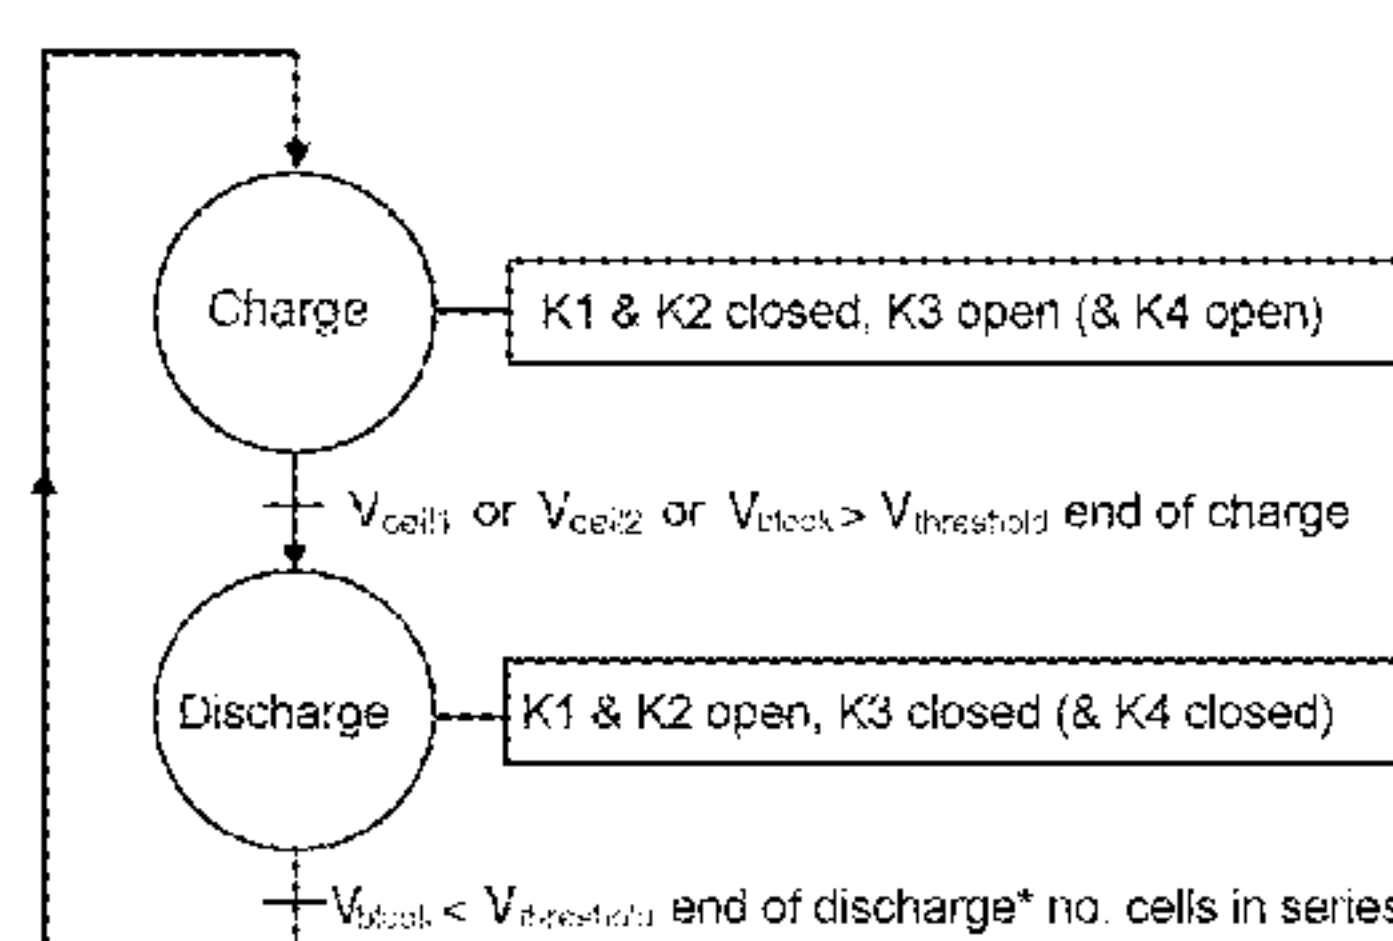 Charge
K1 & K2 closed, K3 open (& K4 open)
Vcell1 or Vcell2 or Vblock > Vthreshold end of charge
Discharge
K1 & K2 open, K3 closed (& K4 closed)
Vblock < Vthreshold end of discharge* no. cells in series